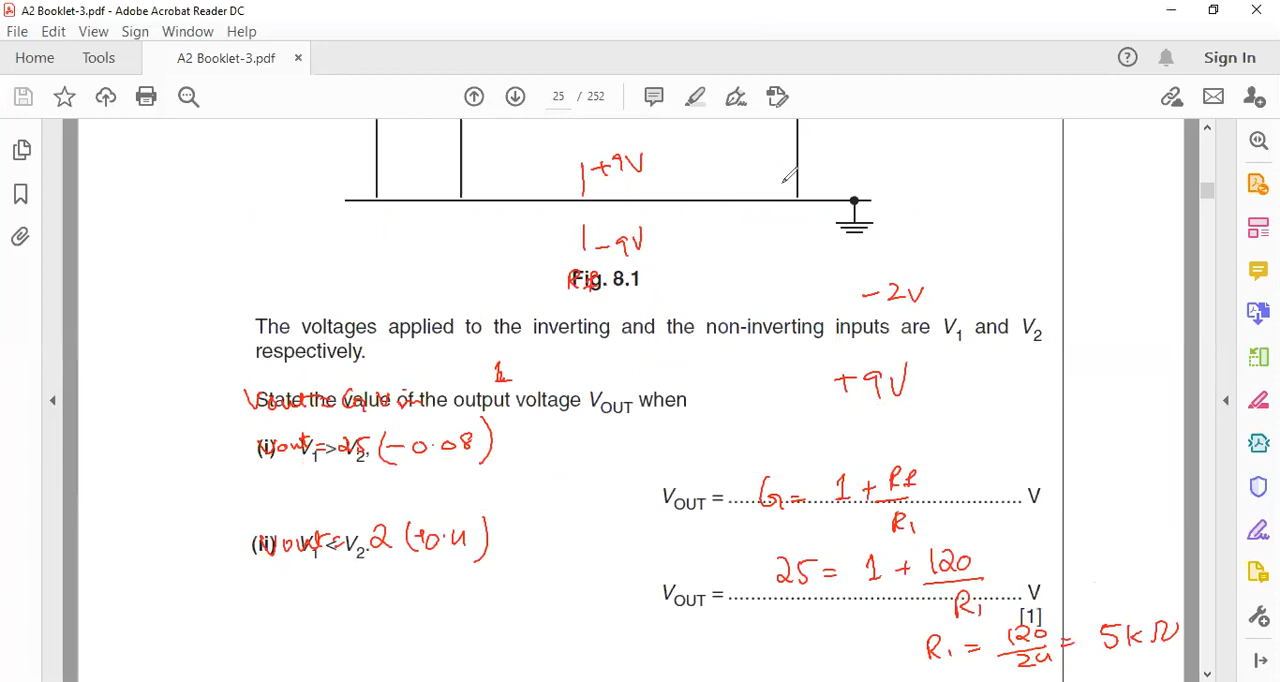 A2 Booklet-3.pdf - Adobe Acrobat Reader DC
File Edit View Sign Window Help
Home Tools A2 Booklet-3.pdf × Sign In
25 / 252
+9V
-9V
Fig. 8.1
-2V
The voltages applied to the inverting and the non-inverting inputs are V1 and V2
respectively.
+9V
State the value of the output voltage VOUT when
(i) V1 > V2,
Vout = 25 (-0.08)
VOUT = .................... V
G = 1 + Rf / R1
(ii) V1 < V2.
Vout = 2 (+0.4)
25 = 1 + 120 / R1
VOUT = .................... V
[1]
R1 = 120 / 24 = 5kΩ